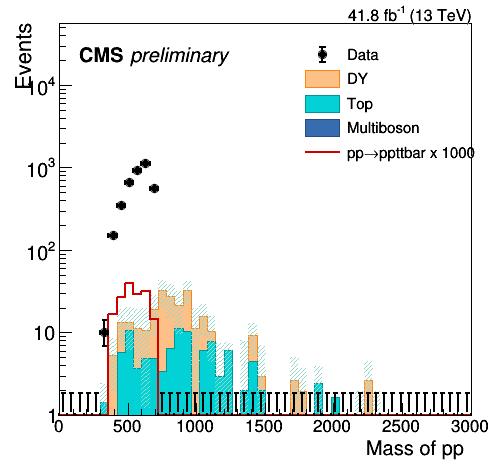 41.8 fb⁻¹ (13 TeV)
Events
CMS preliminary
Data
DY
Top
Multiboson
pp→ppttbar x 1000
10⁴
10³
10²
10
1
0 500 1000 1500 2000 2500 3000
Mass of pp